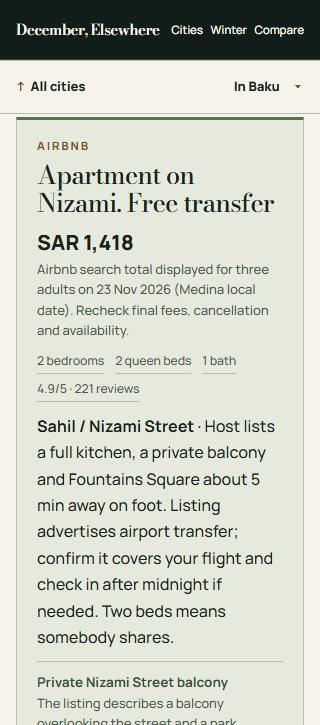 December, Elsewhere Cities Winter Compare
↑ All cities In Baku
AIRBNB
Apartment on
Nizami. Free transfer
SAR 1,418
Airbnb search total displayed for three
adults on 23 Nov 2026 (Medina local
date). Recheck final fees, cancellation
and availability.
2 bedrooms 2 queen beds 1 bath
4.9/5 · 221 reviews
Sahil / Nizami Street · Host lists
a full kitchen, a private balcony
and Fountains Square about 5
min away on foot. Listing
advertises airport transfer;
confirm it covers your flight and
check in after midnight if
needed. Two beds means
somebody shares.
Private Nizami Street balcony
The listing describes a balcony
overlooking the street and a park